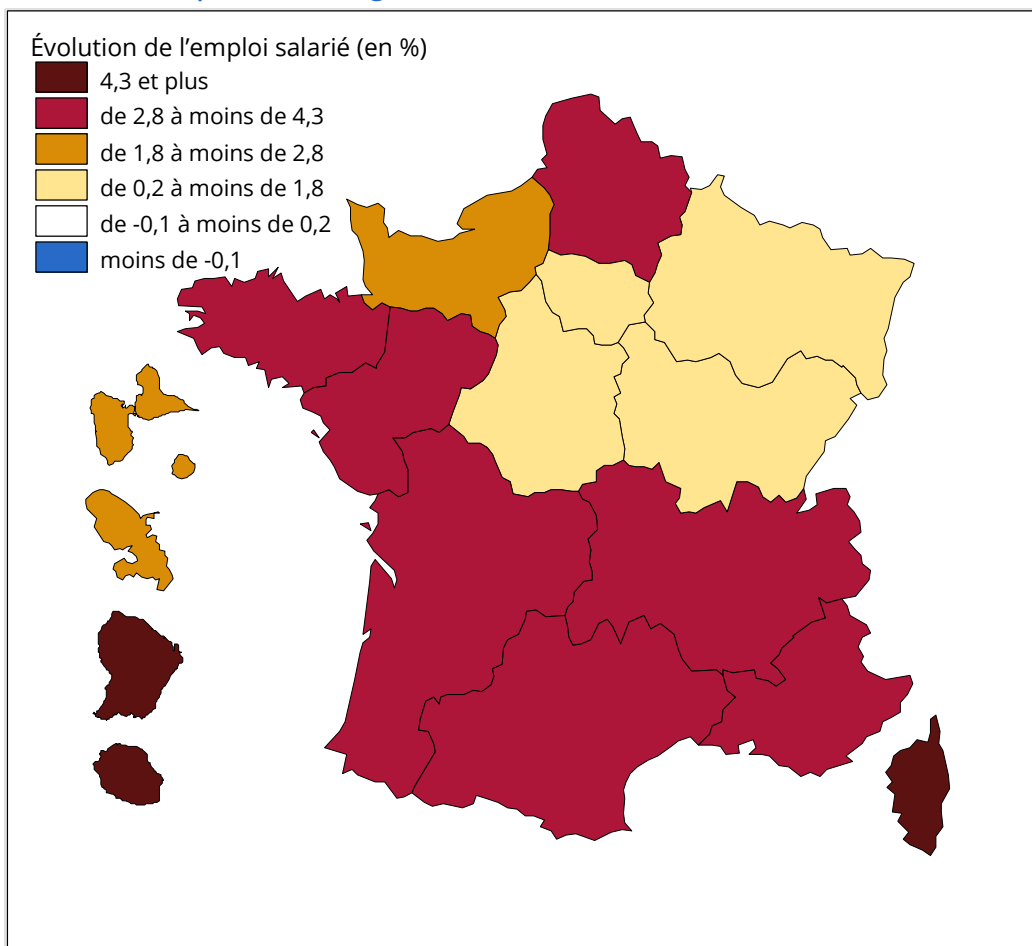 Évolution de l’emploi salarié (en %)
4,3 et plus
de 2,8 à moins de 4,3
de 1,8 à moins de 2,8
de 0,2 à moins de 1,8
de -0,1 à moins de 0,2
moins de -0,1